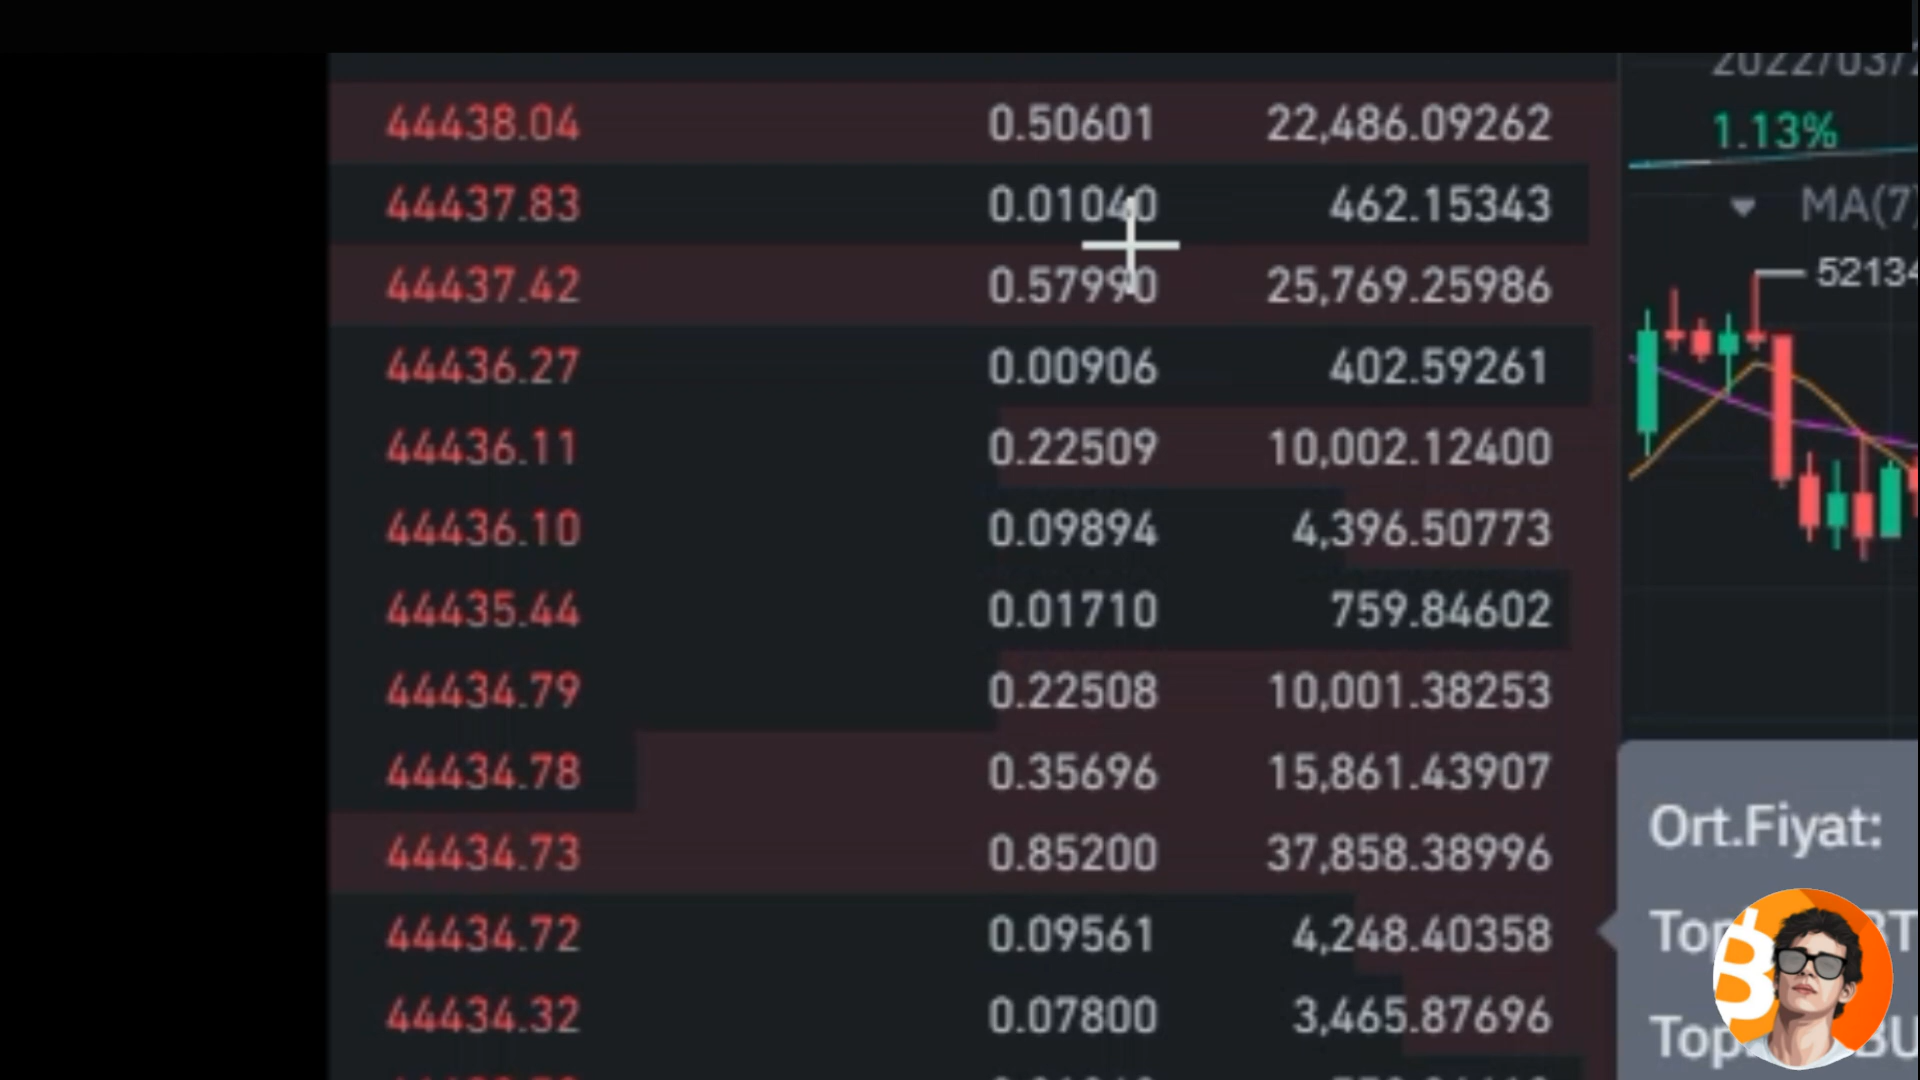 44438.04 0.50601 22,486.09262
44437.83 0.01040 462.15343
44437.42 0.57990 25,769.25986
44436.27 0.00906 402.59261
44436.11 0.22509 10,002.12400
44436.10 0.09894 4,396.50773
44435.44 0.01710 759.84602
44434.79 0.22508 10,001.38253
44434.78 0.35696 15,861.43907
44434.73 0.85200 37,858.38996
44434.72 0.09561 4,248.40358
44434.32 0.07800 3,465.87696
2022/03/
1.13%
MA(7)
52134
Ort.Fiyat: